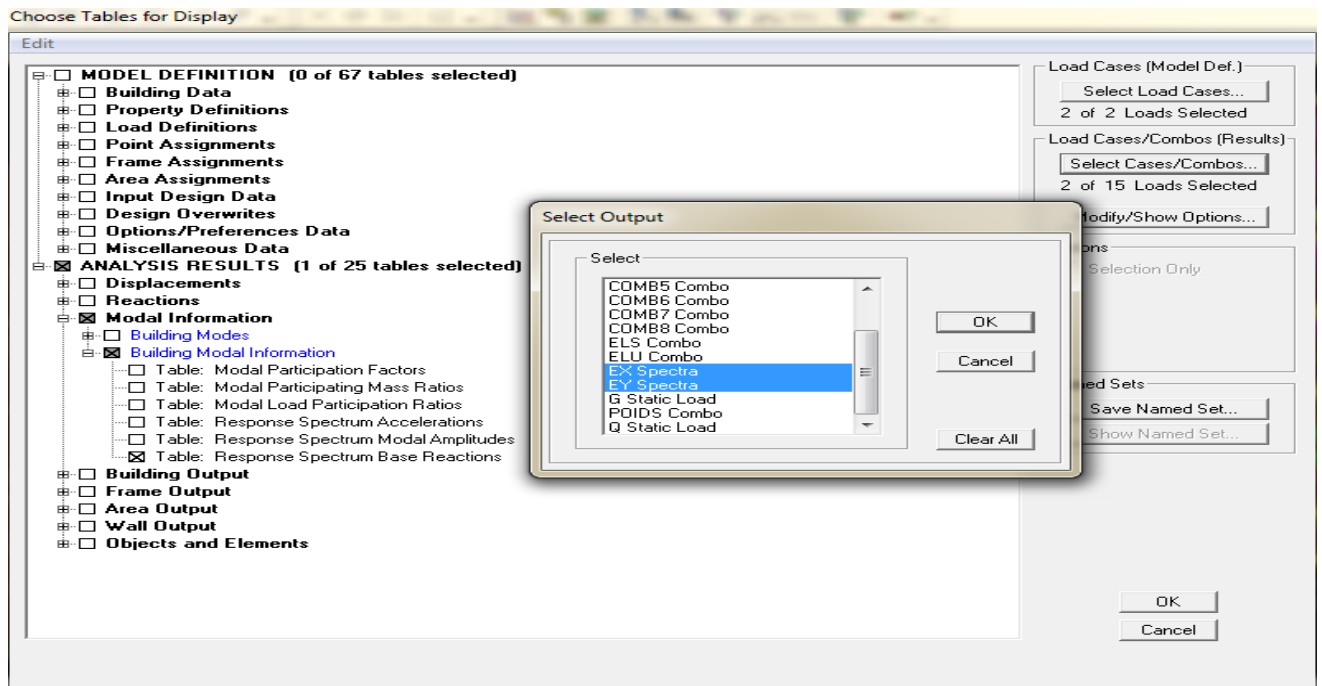 Choose Tables for Display
Edit
MODEL DEFINITION (0 of 67 tables selected)
Building Data
Property Definitions
Load Definitions
Point Assignments
Frame Assignments
Area Assignments
Input Design Data
Design Overwrites
Options/Preferences Data
Miscellaneous Data
ANALYSIS RESULTS (1 of 25 tables selected)
Displacements
Reactions
Modal Information
Building Modes
Building Modal Information
Table: Modal Participation Factors
Table: Modal Participating Mass Ratios
Table: Modal Load Participation Ratios
Table: Response Spectrum Accelerations
Table: Response Spectrum Modal Amplitudes
Table: Response Spectrum Base Reactions
Building Output
Frame Output
Area Output
Wall Output
Objects and Elements
Select Output
Select
COMB5 Combo
COMB6 Combo
COMB7 Combo
COMB8 Combo
ELS Combo
ELU Combo
EX Spectra
EY Spectra
G Static Load
POIDS Combo
Q Static Load
OK
Cancel
Clear All
Load Cases (Model Def.)
Select Load Cases...
2 of 2 Loads Selected
Load Cases/Combos (Results)
Select Cases/Combos...
2 of 15 Loads Selected
Modify/Show Options...
ons
Selection Only
ed Sets
Save Named Set...
Show Named Set...
OK
Cancel